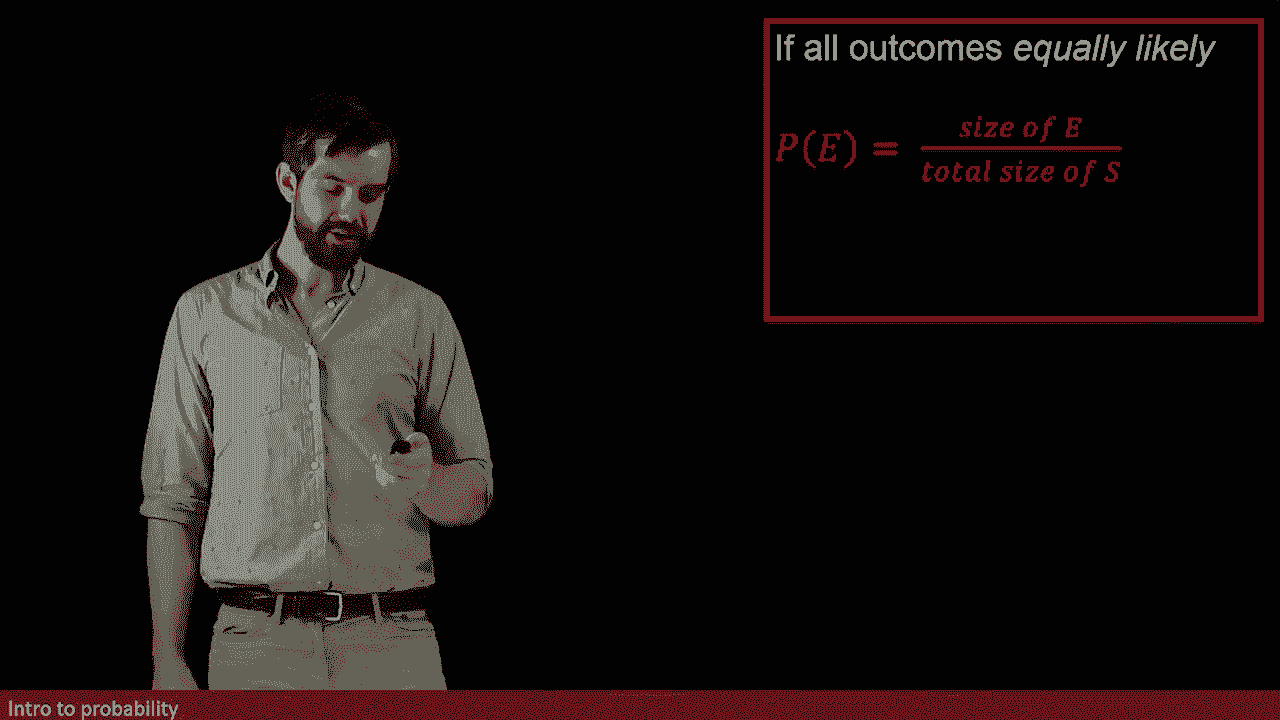 If all outcomes equally likely
P(E) = size of E / total size of S
Intro to probability